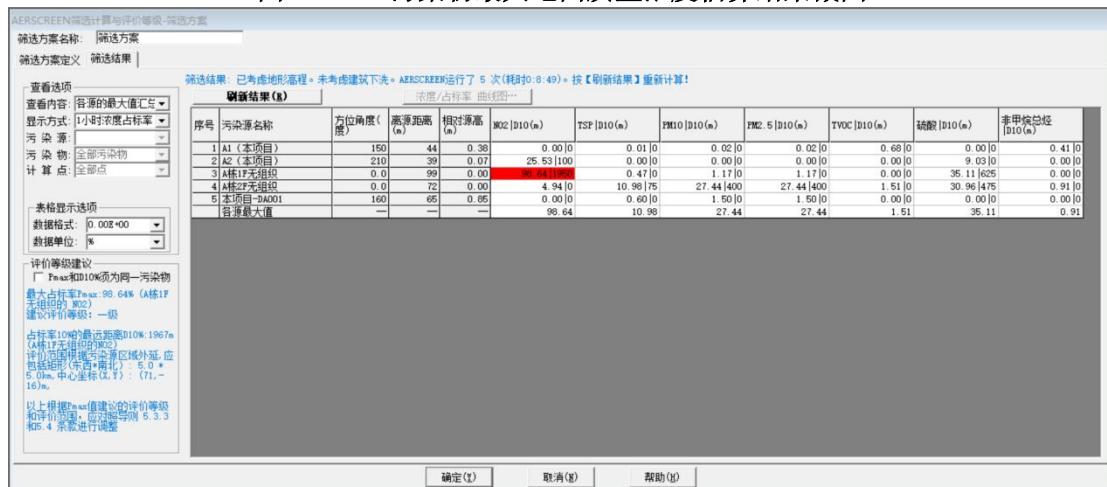 AERSCREEN筛选计算与评价等级-筛选方案
筛选方案名称: 筛选方案
筛选方案定义 筛选结果
查看选项
查看内容: 各源的最大值汇总
显示方式: 1小时浓度占标率
污 染 源:
污 染 物: 全部污染物
计 算 点: 全部点
表格显示选项
数据格式: 0.00E+00
数据单位: %
评价等级建议
Pmax和D10%须为同一污染物
最大占标率Pmax:98.64% (A栋1F
无组织的 NO2)
建议评价等级: 一级
占标率10%的最远距离D10%:1967m
(A栋1F无组织的NO2)
评价范围根据污染源区域外延,应
包括矩形(东西*南北): 5.0 *
5.0km,中心坐标(X,Y): (71,-
16)m。
以上根据Pmax值建议的评价等级
和评价范围,应对照导则 5.3.3
和5.4 条款进行调整
筛选结果: 已考虑地形高程。未考虑建筑下洗。AERSCREEN运行了 5 次(耗时0:8:49)。按【刷新结果】重新计算!
刷新结果(R) 浓度/占标率 曲线图…
序号 污染源名称 方位角度(度) 离源距离(m) 相对源高(m) NO2|D10(m) TSP|D10(m) PM10|D10(m) PM2.5|D10(m) TVOC|D10(m) 硫酸|D10(m) 非甲烷总烃|D10(m)
1 A1 (本项目) 150 44 0.38 0.00|0 0.01|0 0.02|0 0.02|0 0.68|0 0.00|0 0.41|0
2 A2 (本项目) 210 39 0.07 25.53|100 0.00|0 0.00|0 0.00|0 0.00|0 9.03|0 0.00|0
3 A栋1F无组织 0.0 99 0.00 98.64|1950 0.47|0 1.17|0 1.17|0 0.00|0 35.11|625 0.00|0
4 A栋2F无组织 0.0 72 0.00 4.94|0 10.98|75 27.44|400 27.44|400 1.51|0 30.96|475 0.91|0
5 本项目-DA001 160 65 0.85 0.00|0 0.60|0 1.50|0 1.50|0 0.00|0 0.00|0 0.00|0
各源最大值 — — — 98.64 10.98 27.44 27.44 1.51 35.11 0.91
确定(Y) 取消(N) 帮助(H)